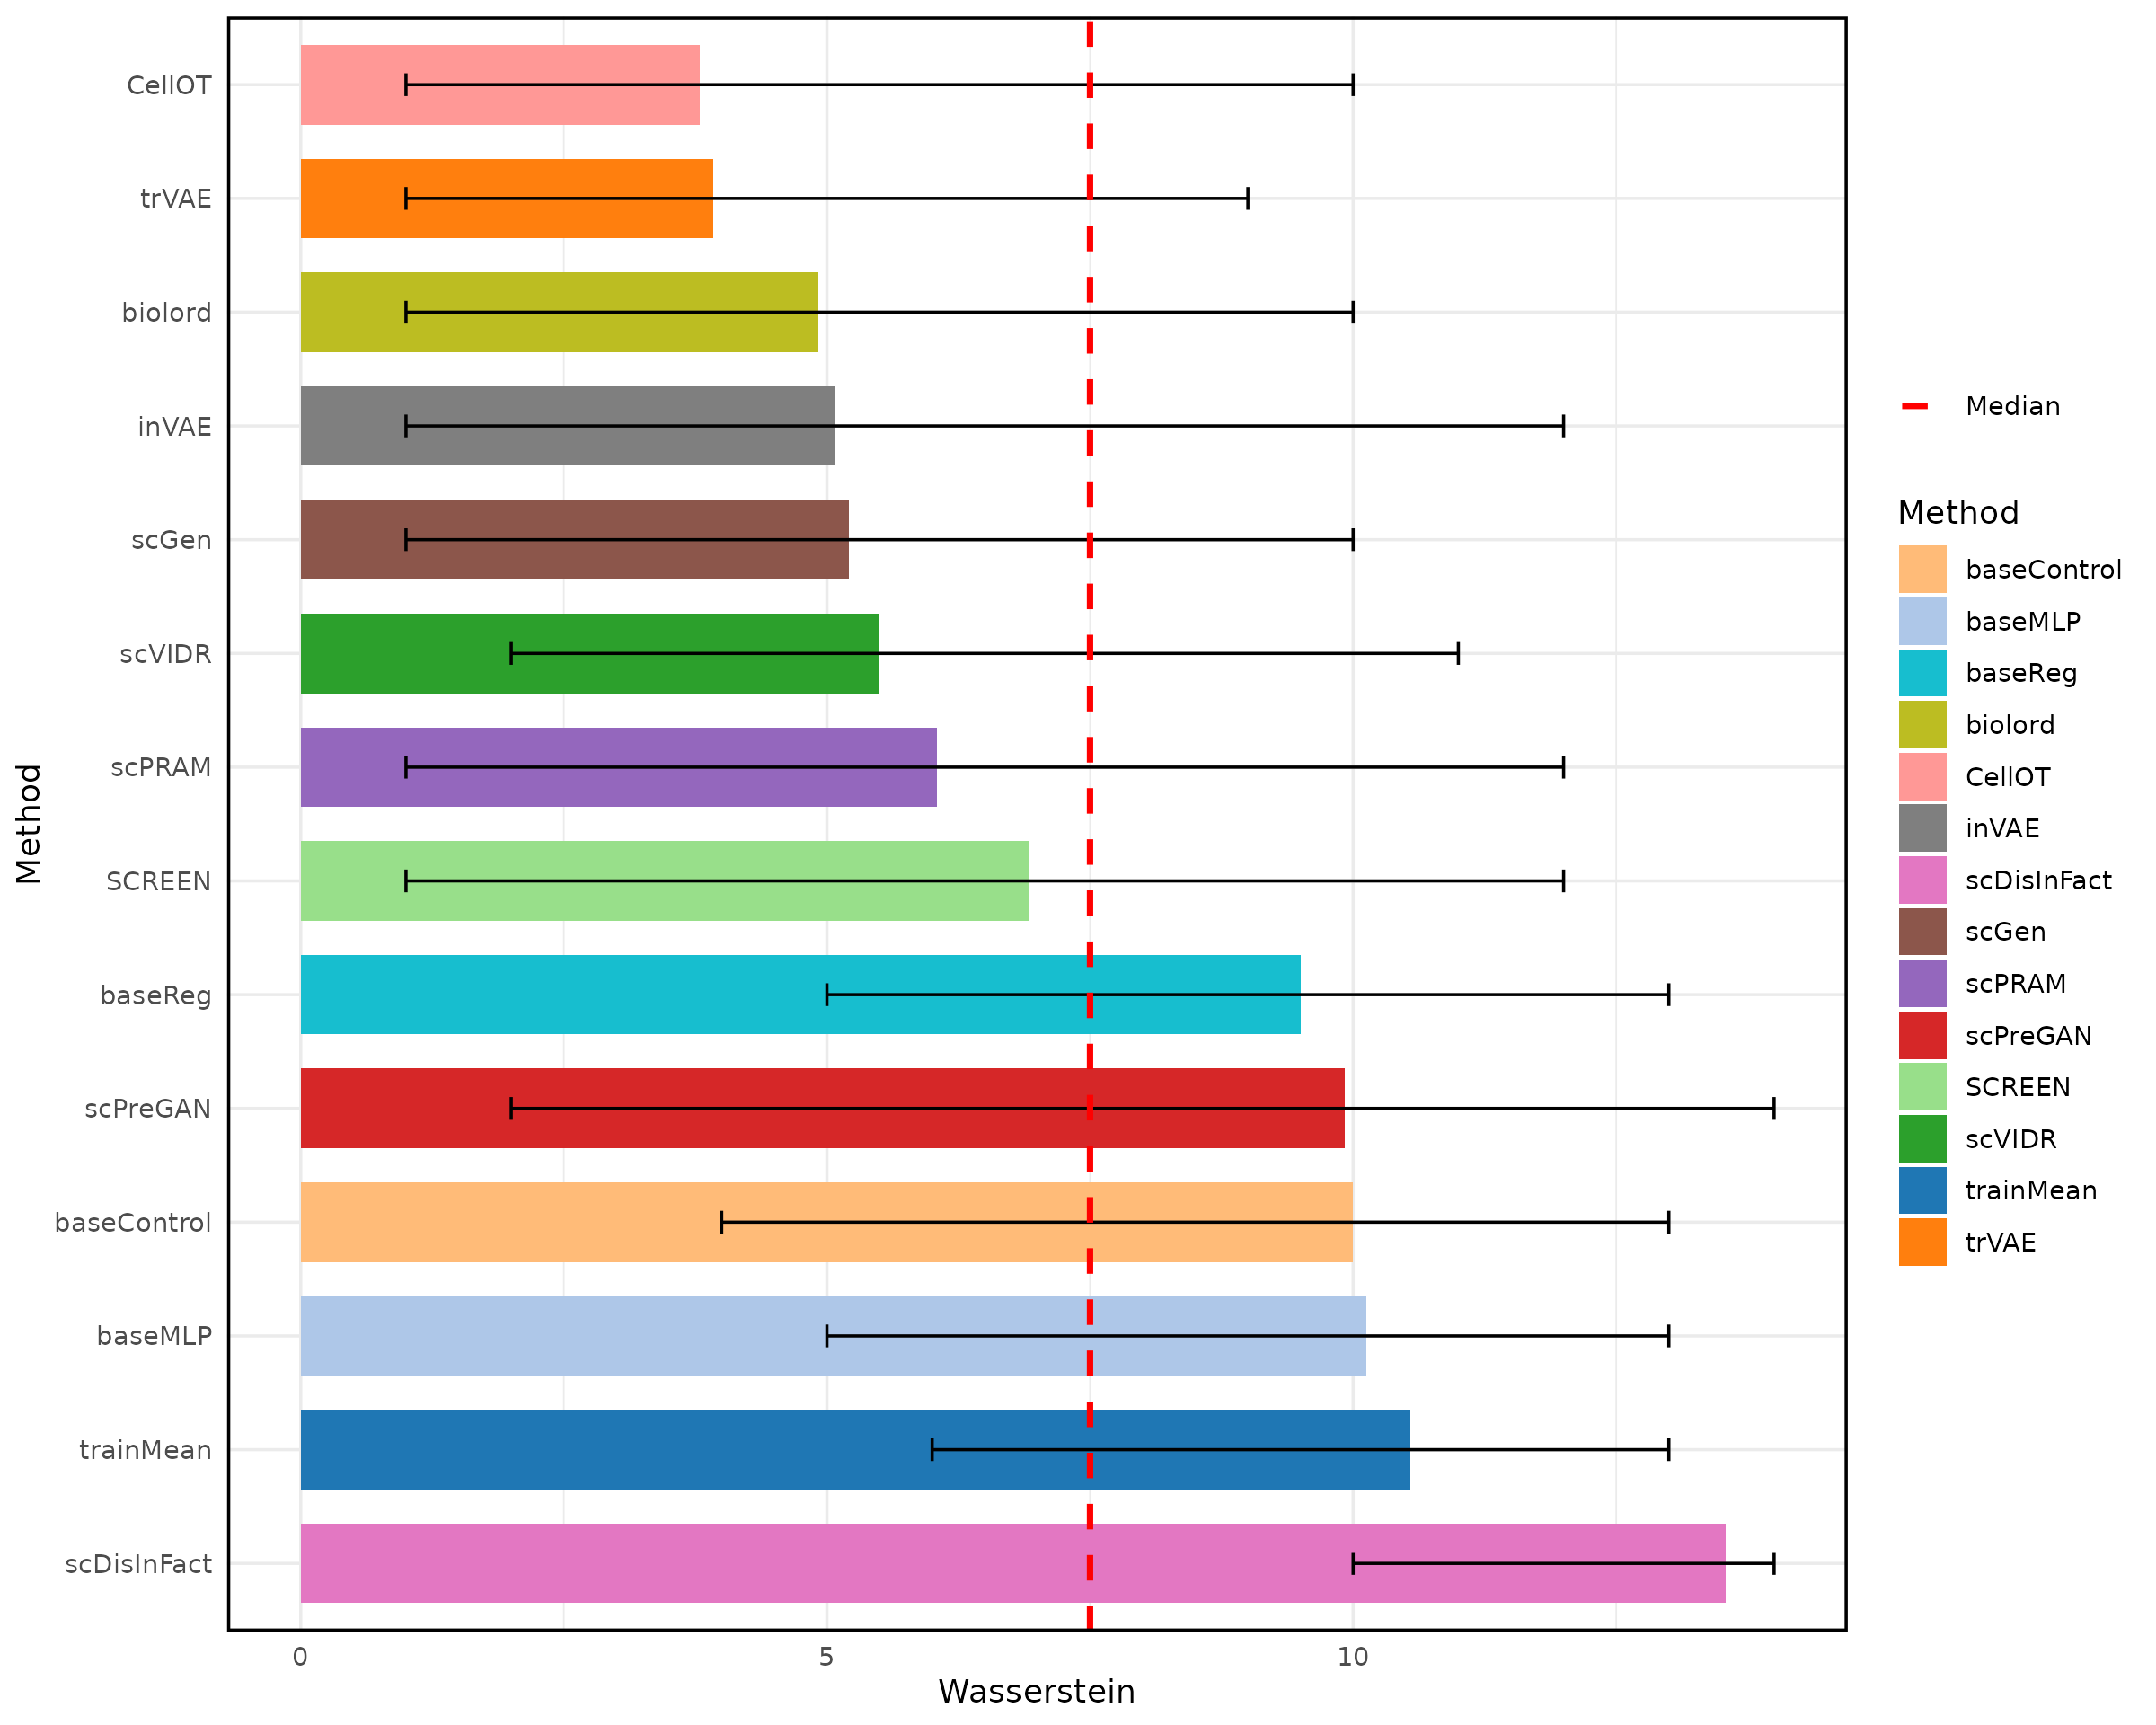 CellOT
trVAE
biolord
inVAE
scGen
scVIDR
scPRAM
SCREEN
baseReg
scPreGAN
baseControl
baseMLP
trainMean
scDisInFact
Method
0 5 10
Wasserstein
Median
Method
baseControl
baseMLP
baseReg
biolord
CellOT
inVAE
scDisInFact
scGen
scPRAM
scPreGAN
SCREEN
scVIDR
trainMean
trVAE